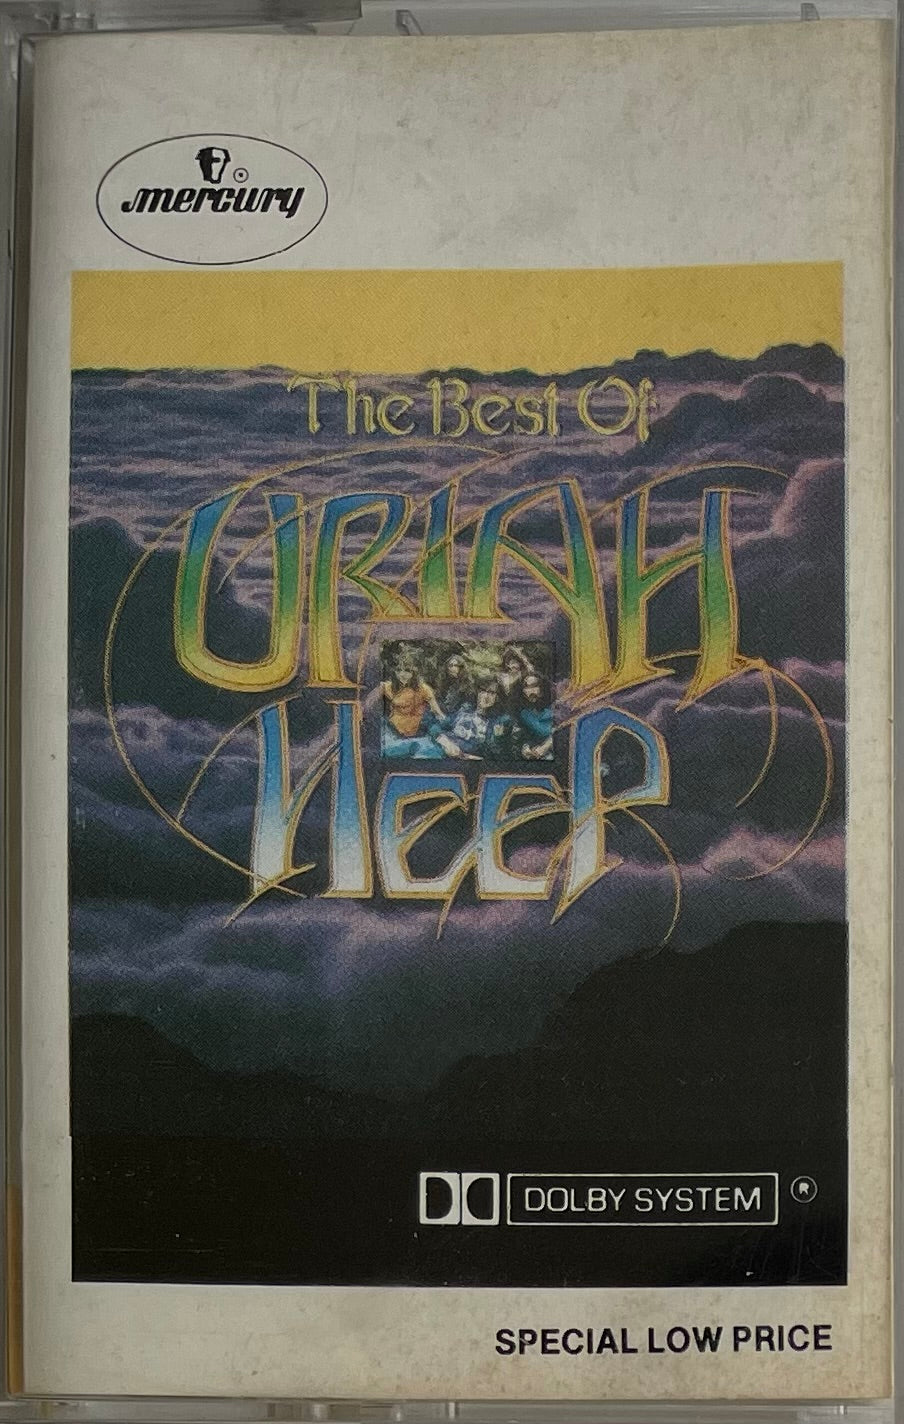 mercury
The Best Of
URIAH
HEEP
DOLBY SYSTEM ®
SPECIAL LOW PRICE